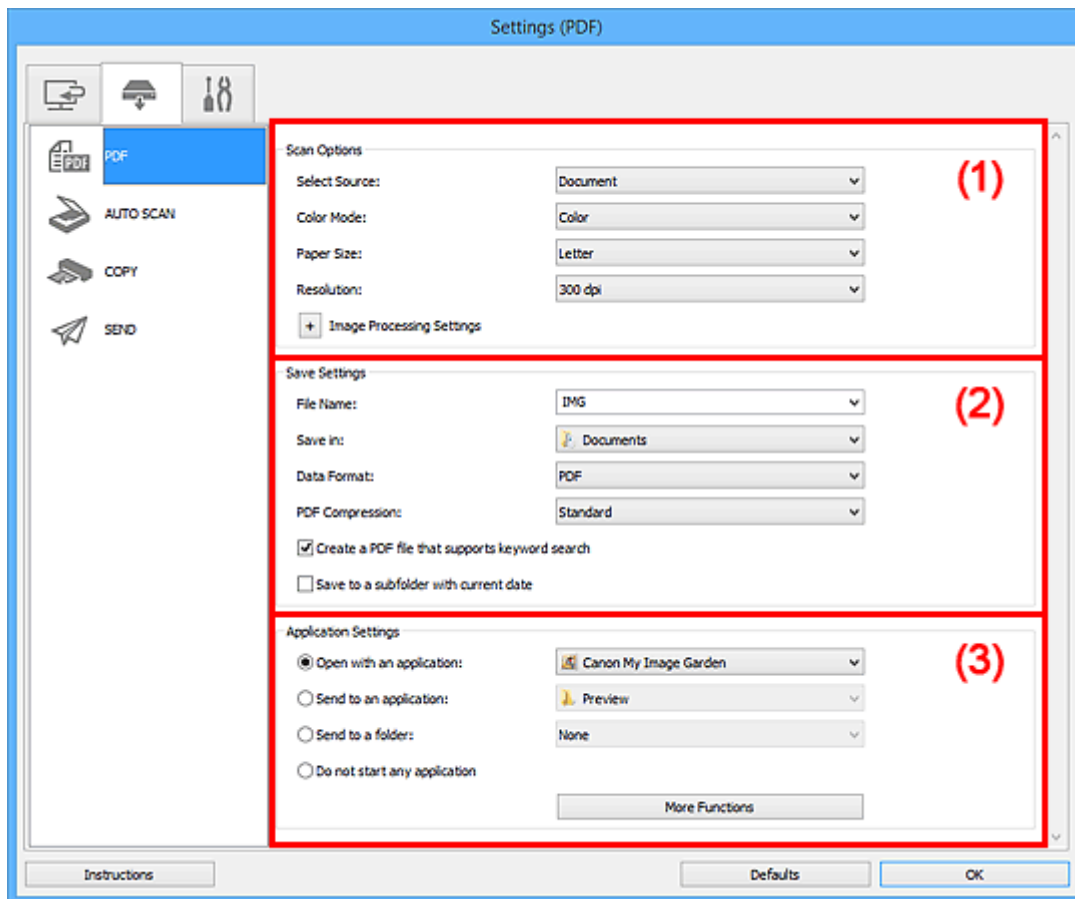 Settings (PDF)
PDF
PDF
AUTO SCAN
COPY
SEND
Scan Options
(1)
Select Source: Document
Color Mode: Color
Paper Size: Letter
Resolution: 300 dpi
+ Image Processing Settings
Save Settings
(2)
File Name: IMG
Save in: Documents
Data Format: PDF
PDF Compression: Standard
Create a PDF file that supports keyword search
Save to a subfolder with current date
Application Settings
(3)
Open with an application: Canon My Image Garden
Send to an application: Preview
Send to a folder: None
Do not start any application
More Functions
Instructions Defaults OK